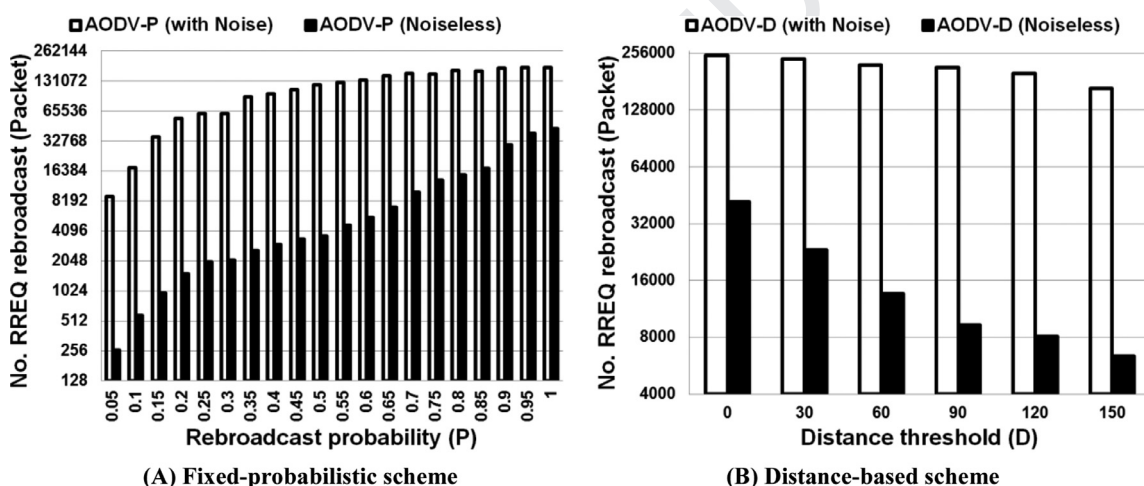 AODV-P (with Noise) AODV-P (Noiseless)
262144
131072
65536
32768
16384
8192
4096
2048
1024
512
256
128
No. RREQ rebroadcast (Packet)
0.05 0.1 0.15 0.2 0.25 0.3 0.35 0.4 0.45 0.5 0.55 0.6 0.65 0.7 0.75 0.8 0.85 0.9 0.95 1
Rebroadcast probability (P)
(A) Fixed-probabilistic scheme
AODV-D (with Noise) AODV-D (Noiseless)
256000
128000
64000
32000
16000
8000
4000
No. RREQ rebroadcast (Packet)
0 30 60 90 120 150
Distance threshold (D)
(B) Distance-based scheme